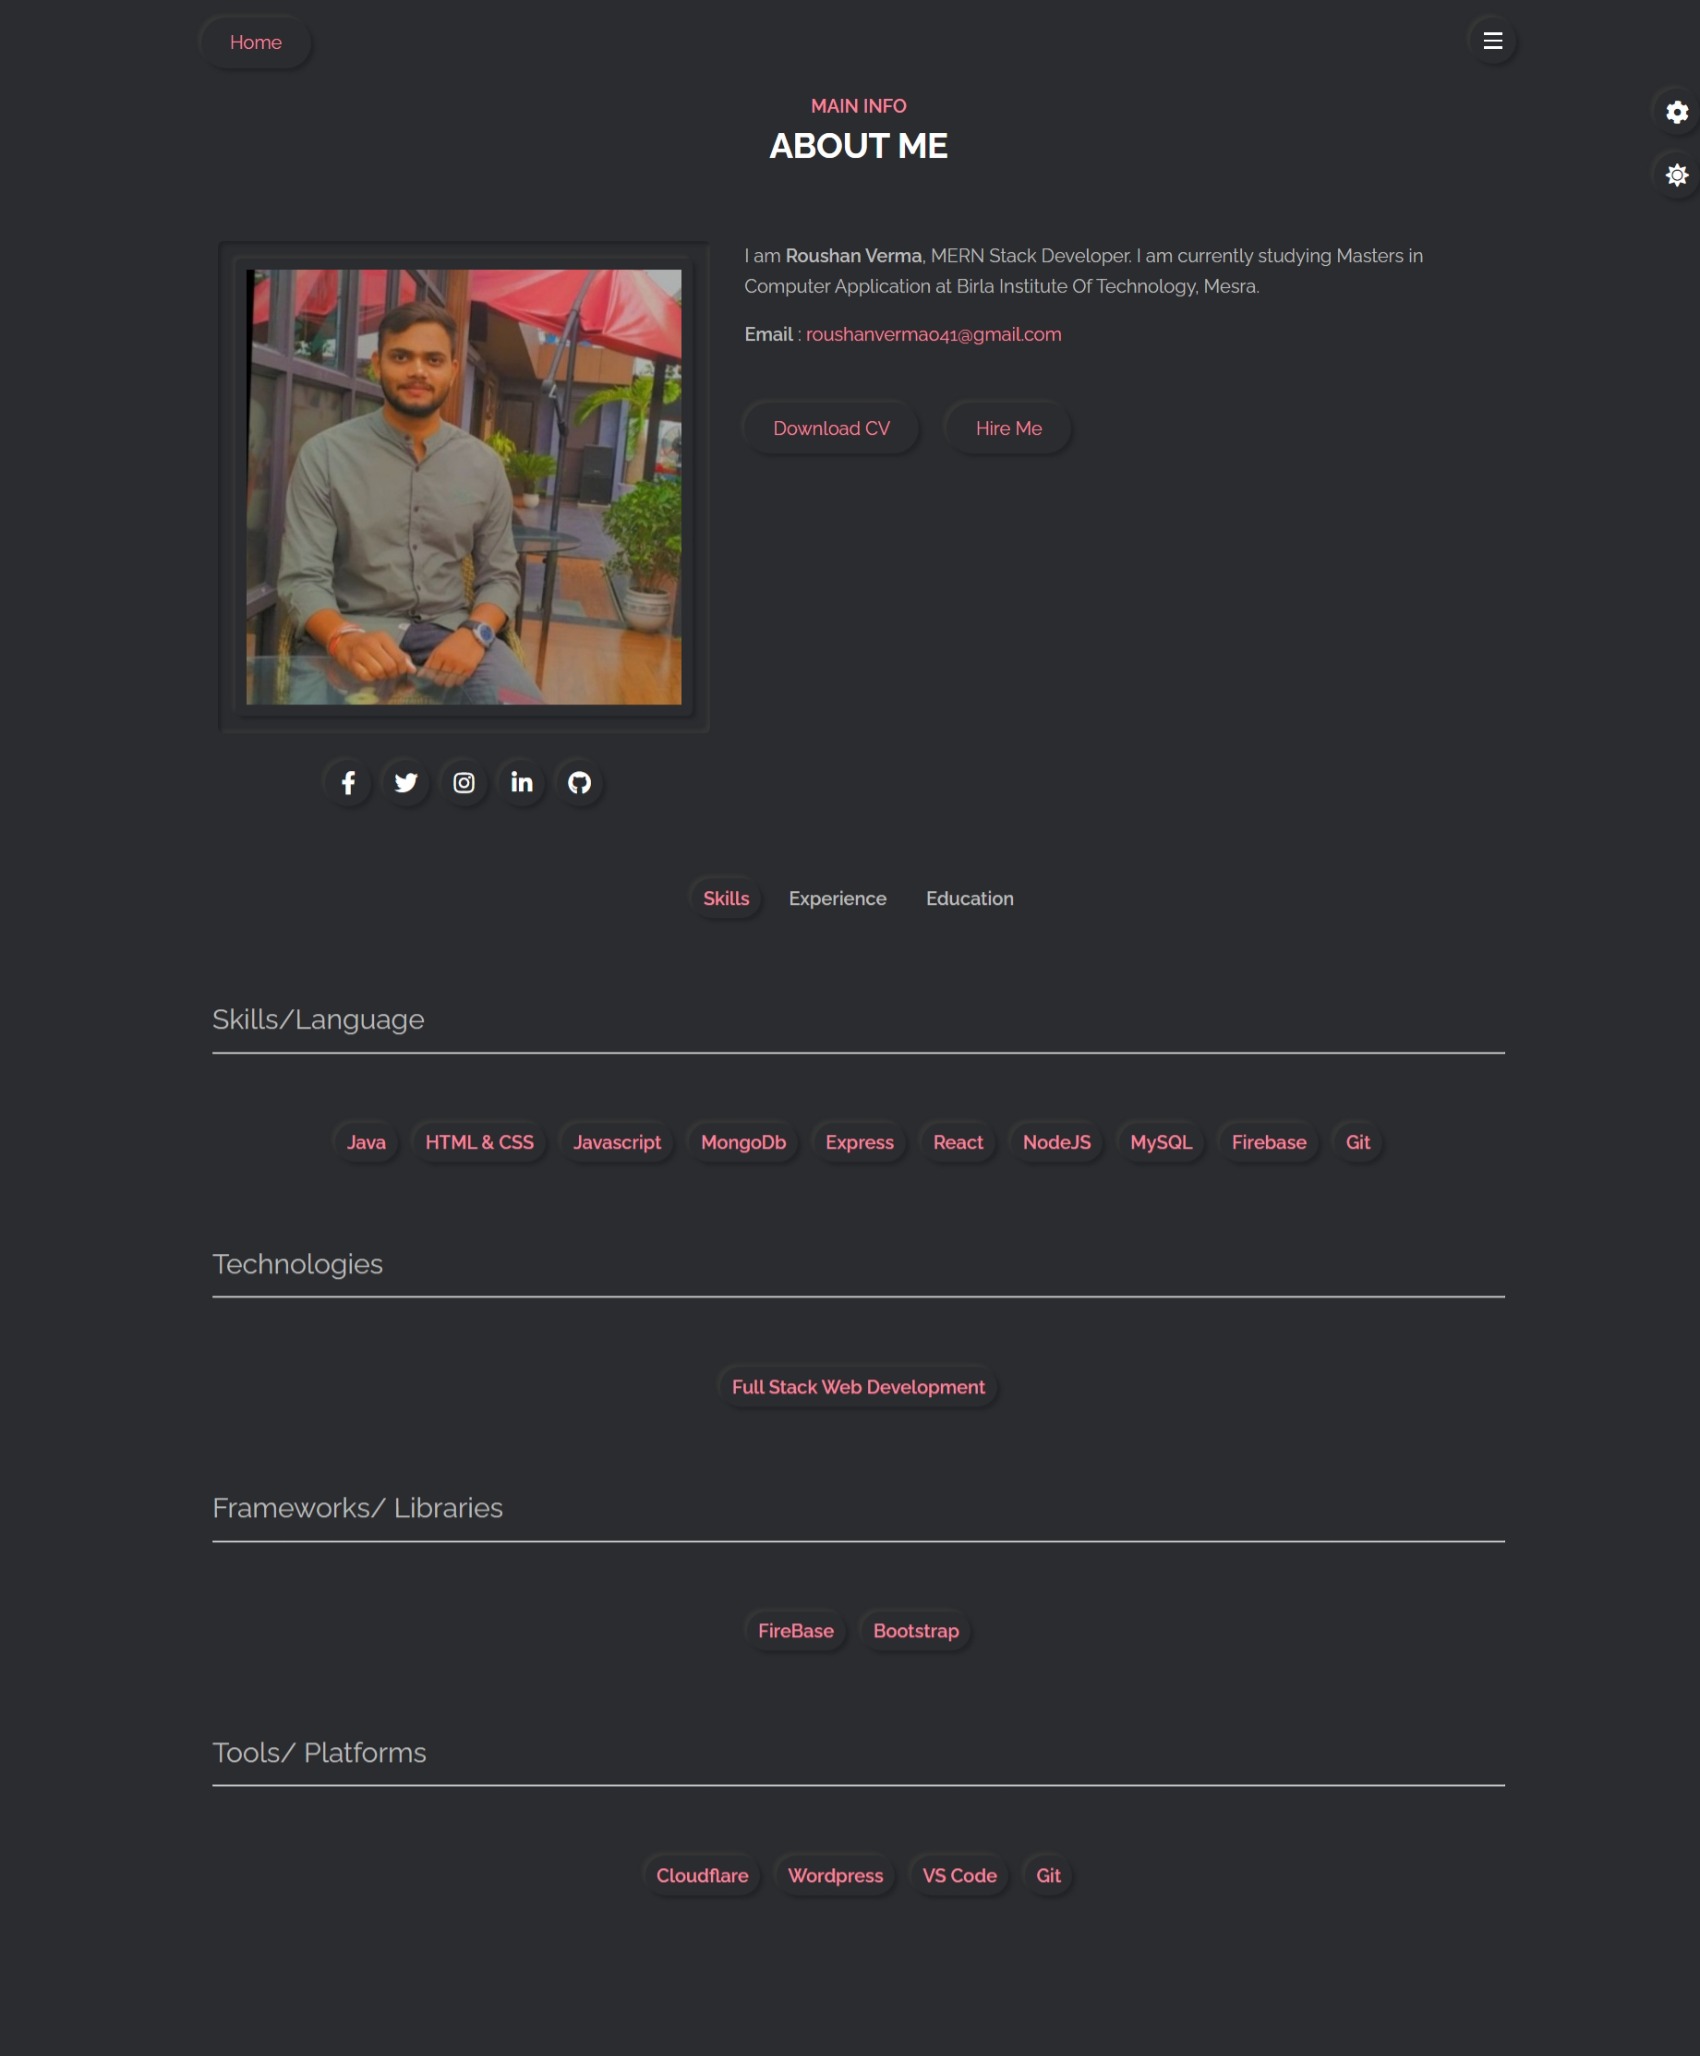 Home
MAIN INFO
ABOUT ME
I am Roushan Verma, MERN Stack Developer. I am currently studying Masters in
Computer Application at Birla Institute Of Technology, Mesra.
Email : roushanverma041@gmail.com
Download CV Hire Me
Skills Experience Education
Skills/Language
Java HTML & CSS Javascript MongoDb Express React NodeJS MySQL Firebase Git
Technologies
Full Stack Web Development
Frameworks/ Libraries
FireBase Bootstrap
Tools/ Platforms
Cloudflare Wordpress VS Code Git